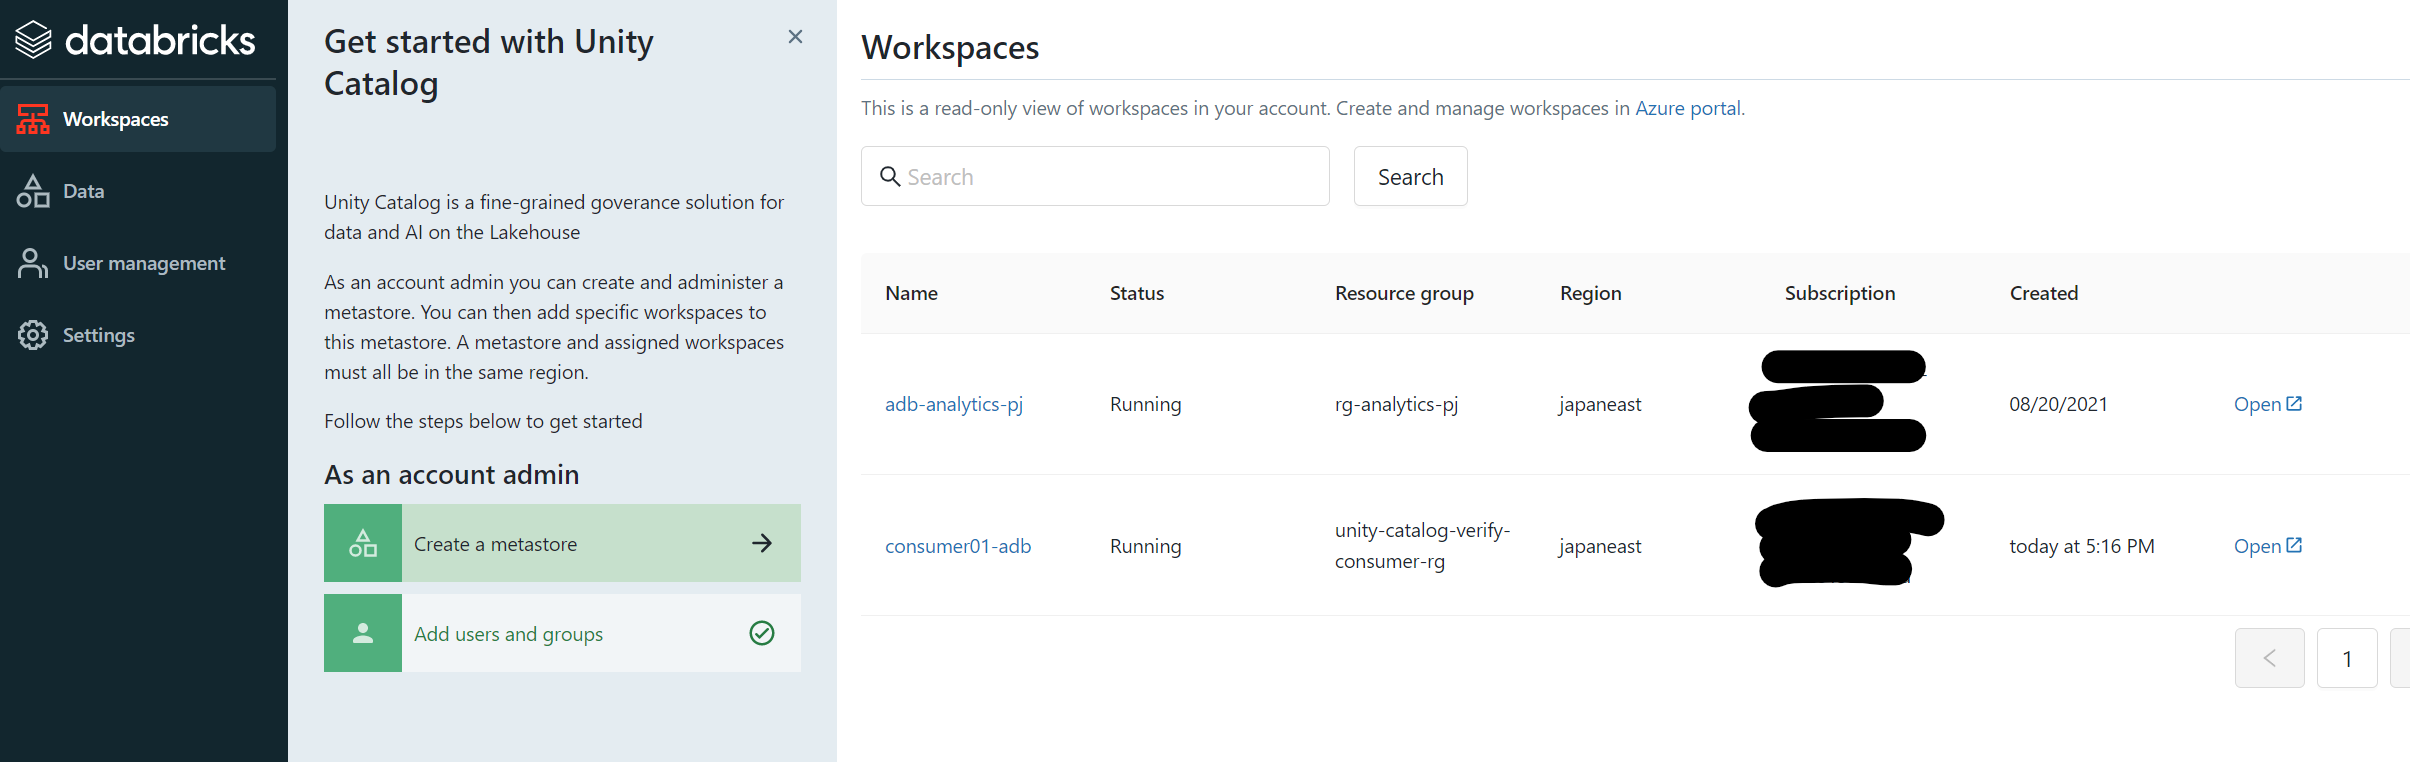 databricks
Workspaces
Data
User management
Settings
Get started with Unity
Catalog
Unity Catalog is a fine-grained goverance solution for
data and AI on the Lakehouse
As an account admin you can create and administer a
metastore. You can then add specific workspaces to
this metastore. A metastore and assigned workspaces
must all be in the same region.
Follow the steps below to get started
As an account admin
Create a metastore
Add users and groups
Workspaces
This is a read-only view of workspaces in your account. Create and manage workspaces in Azure portal.
Search
Search
Name Status Resource group Region Subscription Created
adb-analytics-pj Running rg-analytics-pj japaneast 08/20/2021 Open
consumer01-adb Running unity-catalog-verify-
consumer-rg japaneast today at 5:16 PM Open
1